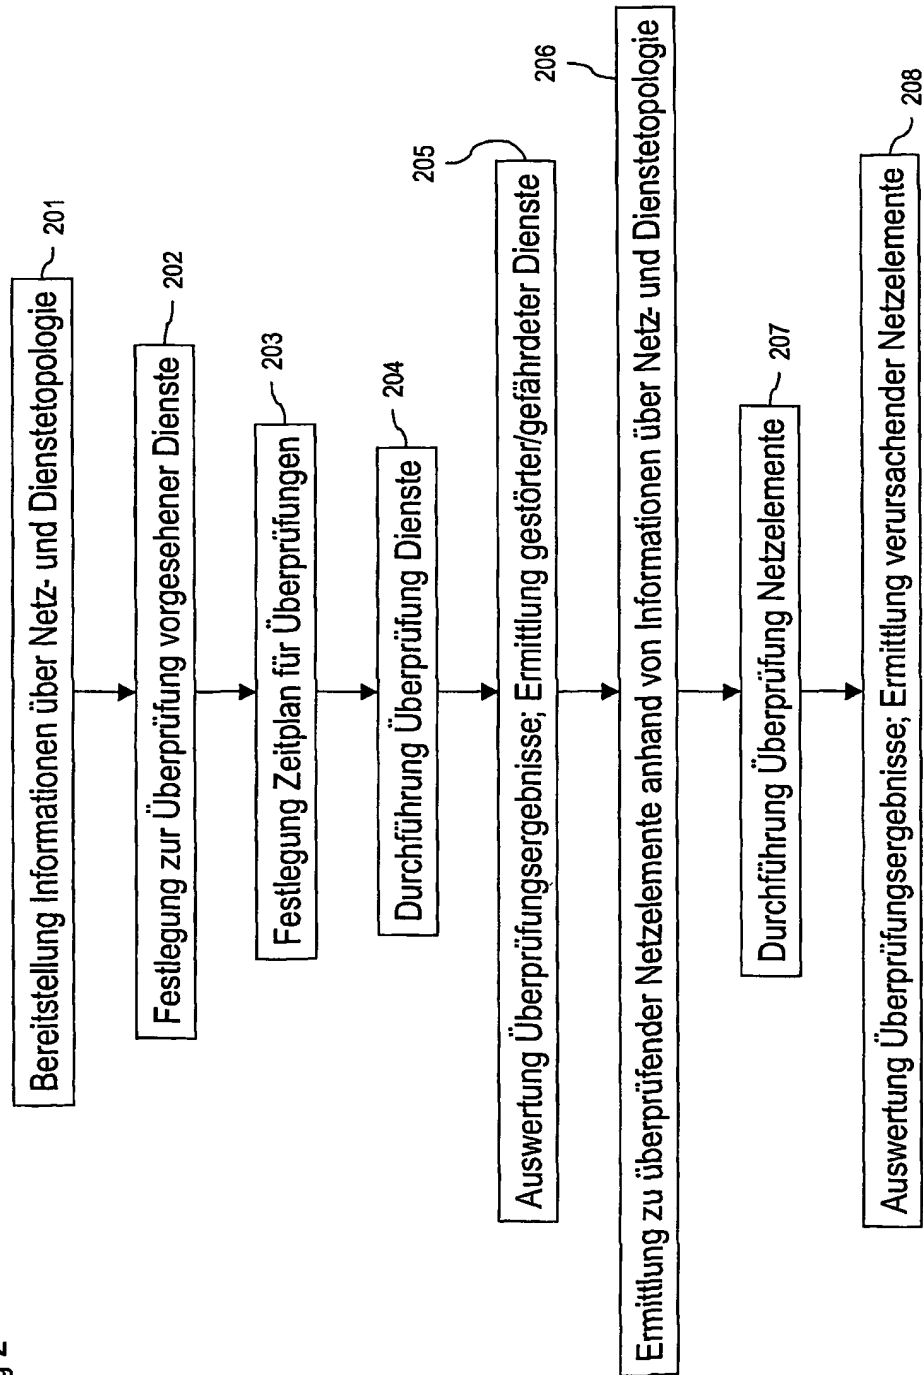 Bereitstellung Informationen über Netz- und Dienstetopologie
201
Festlegung zur Überprüfung vorgesehener Dienste
202
Festlegung Zeitplan für Überprüfungen
203
Durchführung Überprüfung Dienste
204
Auswertung Überprüfungsergebnisse; Ermittlung gestörter/gefährdeter Dienste
205
Ermittlung zu überprüfender Netzelemente anhand von Informationen über Netz- und Dienstetopologie
206
Durchführung Überprüfung Netzelemente
207
Auswertung Überprüfungsergebnisse; Ermittlung verursachender Netzelemente
208